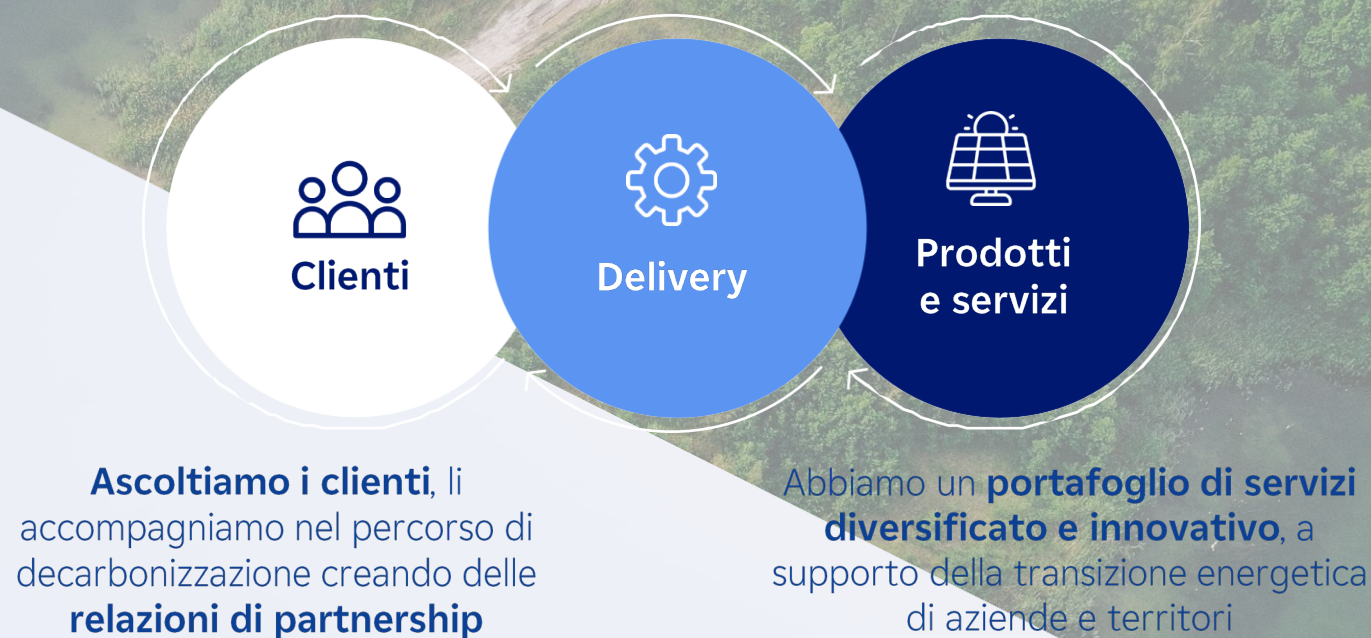 Clienti
Delivery
Prodotti
e servizi
Ascoltiamo i clienti, li
accompagniamo nel percorso di
decarbonizzazione creando delle
relazioni di partnership
Abbiamo un portafoglio di servizi
diversificato e innovativo, a
supporto della transizione energetica
di aziende e territori